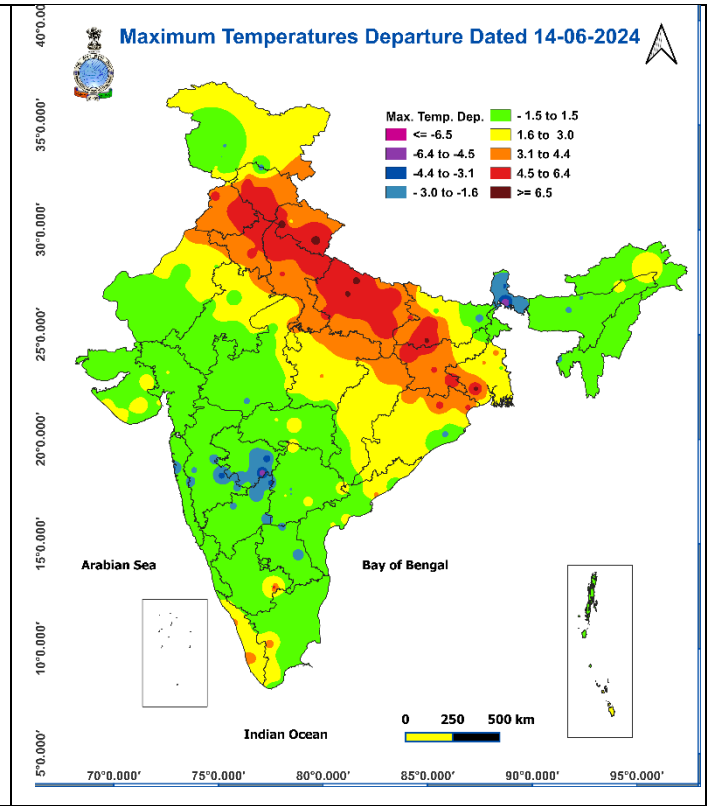 Maximum Temperatures Departure Dated 14-06-2024
Max. Temp. Dep.
<= -6.5
-6.4 to -4.5
-4.4 to -3.1
- 3.0 to -1.6
- 1.5 to 1.5
1.6 to 3.0
3.1 to 4.4
4.5 to 6.4
>= 6.5
40°0.000'
35°0.000'
30°0.000'
25°0.000'
20°0.000'
15°0.000'
10°0.000'
5°0.000'
Arabian Sea
Bay of Bengal
Indian Ocean
0 250 500 km
70°0.000' 75°0.000' 80°0.000' 85°0.000' 90°0.000' 95°0.000'